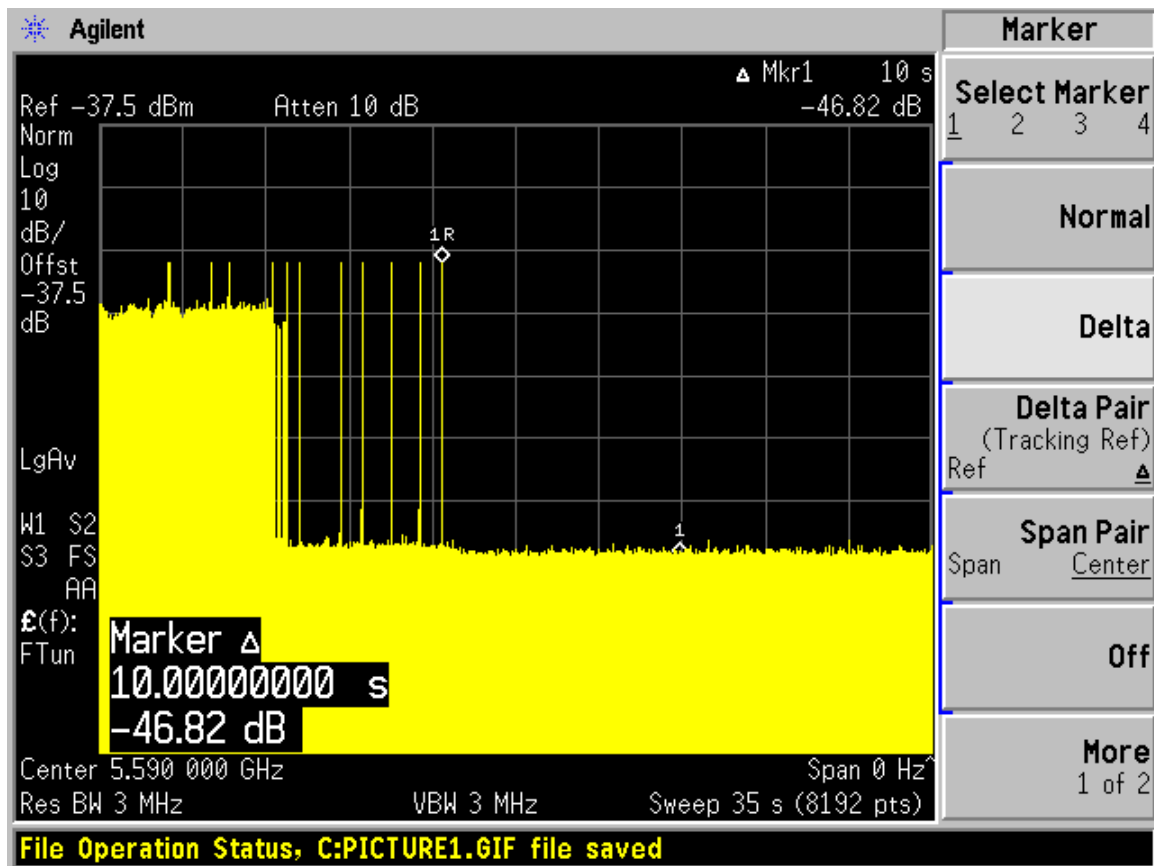 Agilent
Marker
Δ Mkr1 10 s
Ref -37.5 dBm Atten 10 dB -46.82 dB
Norm
Log
10
dB/
Offst
-37.5
dB
LgAv
W1 S2
S3 FS
AA
£(f):
FTun
1R
1
Marker Δ
10.00000000 s
-46.82 dB
Center 5.590 000 GHz Span 0 Hz^
Res BW 3 MHz VBW 3 MHz Sweep 35 s (8192 pts)
File Operation Status, C:PICTURE1.GIF file saved
Select Marker
1 2 3 4
Normal
Delta
Delta Pair
(Tracking Ref)
Ref Δ
Span Pair
Span Center
Off
More
1 of 2